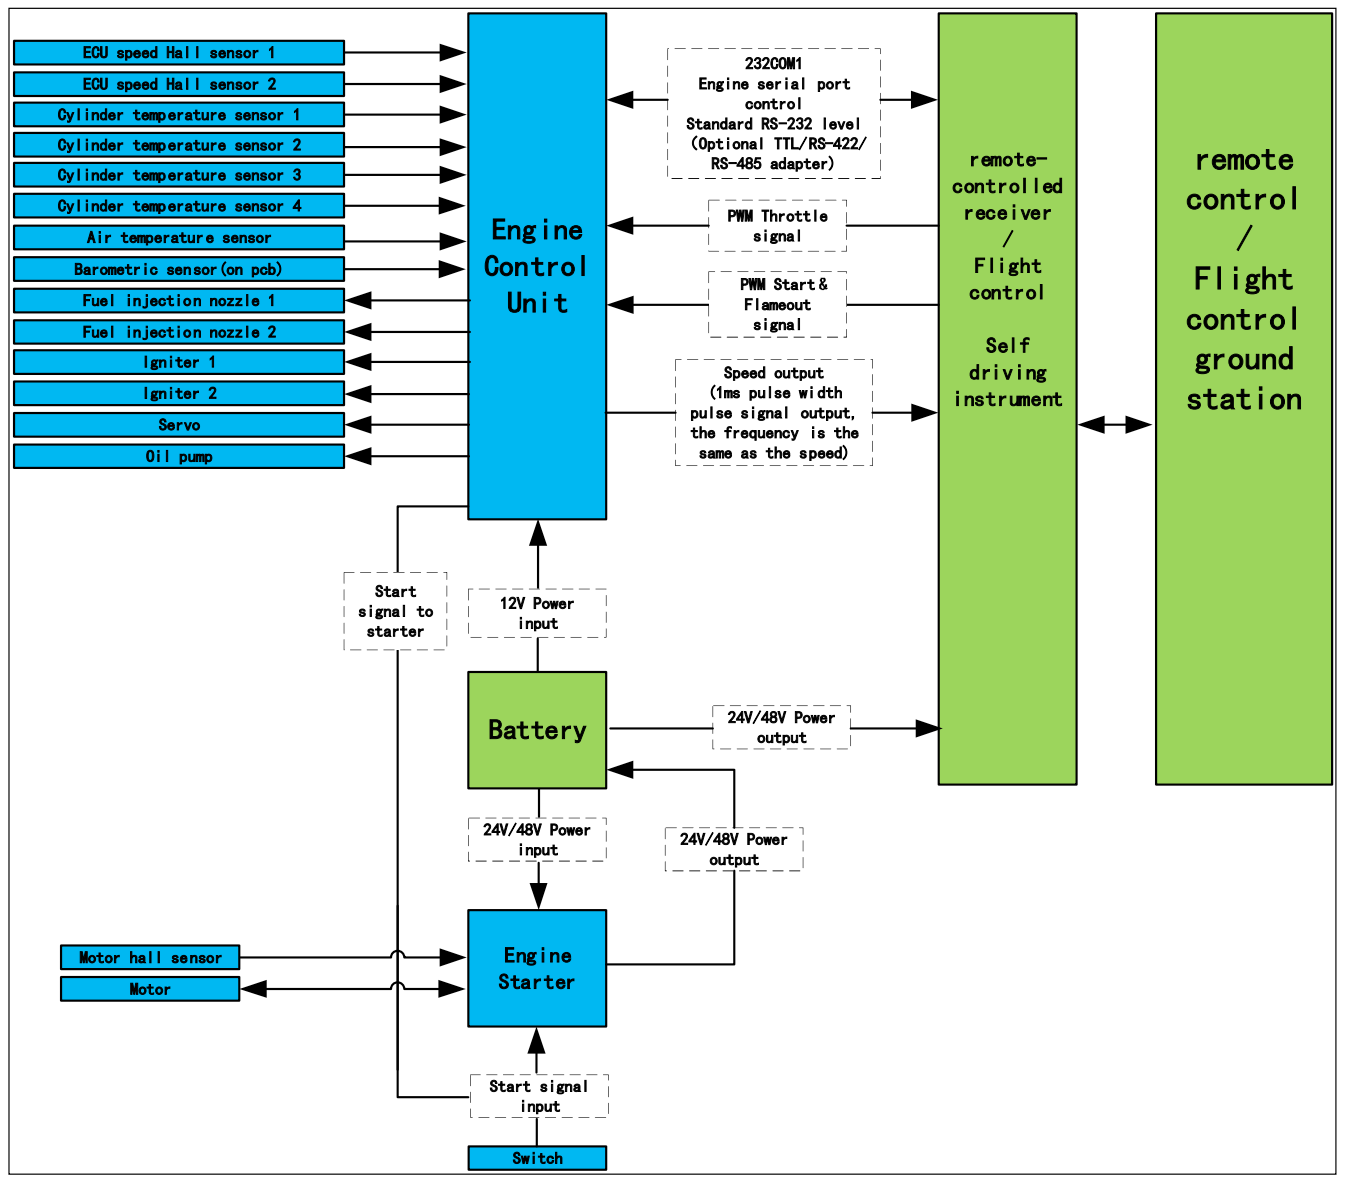 ECU speed Hall sensor 1
ECU speed Hall sensor 2
Cylinder temperature sensor 1
Cylinder temperature sensor 2
Cylinder temperature sensor 3
Cylinder temperature sensor 4
Air temperature sensor
Barometric sensor(on pcb)
Fuel injection nozzle 1
Fuel injection nozzle 2
Igniter 1
Igniter 2
Servo
Oil pump
Engine
Control
Unit
232COM1
Engine serial port
control
Standard RS-232 level
(Optional TTL/RS-422/
RS-485 adapter)
PWM Throttle
signal
PWM Start&
Flameout
signal
Speed output
(1ms pulse width
pulse signal output,
the frequency is the
same as the speed)
remote-
controlled
receiver
/
Flight
control
Self
driving
instrument
remote
control
/
Flight
control
ground
station
Start
signal to
starter
12V Power
input
Battery
24V/48V Power
output
24V/48V Power
input
24V/48V Power
output
Motor hall sensor
Motor
Engine
Starter
Start signal
input
Switch